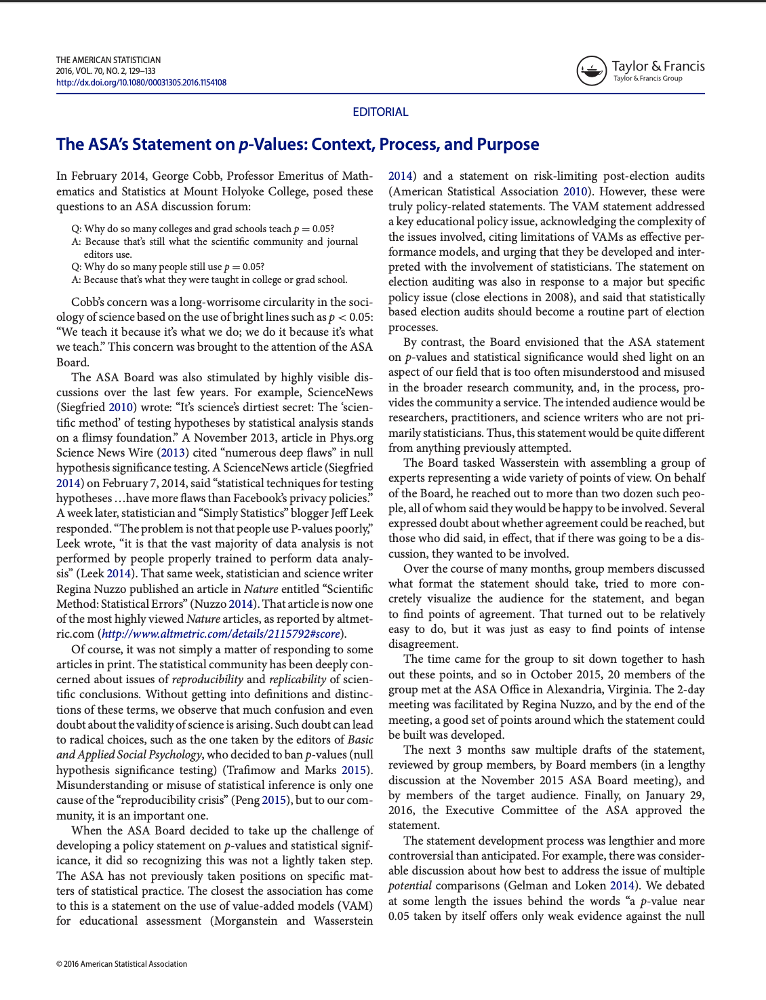 THE AMERICAN STATISTICIAN
2016, VOL. 70, NO. 2, 129–133
http://dx.doi.org/10.1080/00031305.2016.1154108
Taylor & Francis
Taylor & Francis Group
EDITORIAL
The ASA's Statement on p-Values: Context, Process, and Purpose
In February 2014, George Cobb, Professor Emeritus of Math-
ematics and Statistics at Mount Holyoke College, posed these
questions to an ASA discussion forum:
Q: Why do so many colleges and grad schools teach p = 0.05?
A: Because that's still what the scientific community and journal
editors use.
Q: Why do so many people still use p = 0.05?
A: Because that's what they were taught in college or grad school.
Cobb's concern was a long-worrisome circularity in the soci-
ology of science based on the use of bright lines such as p < 0.05:
“We teach it because it's what we do; we do it because it's what
we teach.” This concern was brought to the attention of the ASA
Board.
The ASA Board was also stimulated by highly visible dis-
cussions over the last few years. For example, ScienceNews
(Siegfried 2010) wrote: “It's science's dirtiest secret: The ‘scien-
tific method’ of testing hypotheses by statistical analysis stands
on a flimsy foundation.” A November 2013, article in Phys.org
Science News Wire (2013) cited “numerous deep flaws” in null
hypothesis significance testing. A ScienceNews article (Siegfried
2014) on February 7, 2014, said “statistical techniques for testing
hypotheses …have more flaws than Facebook's privacy policies.”
A week later, statistician and “Simply Statistics” blogger Jeff Leek
responded. “The problem is not that people use P-values poorly,”
Leek wrote, “it is that the vast majority of data analysis is not
performed by people properly trained to perform data analy-
sis” (Leek 2014). That same week, statistician and science writer
Regina Nuzzo published an article in Nature entitled “Scientific
Method: Statistical Errors” (Nuzzo 2014). That article is now one
of the most highly viewed Nature articles, as reported by altmet-
ric.com (http://www.altmetric.com/details/2115792#score).
Of course, it was not simply a matter of responding to some
articles in print. The statistical community has been deeply con-
cerned about issues of reproducibility and replicability of scien-
tific conclusions. Without getting into definitions and distinc-
tions of these terms, we observe that much confusion and even
doubt about the validity of science is arising. Such doubt can lead
to radical choices, such as the one taken by the editors of Basic
and Applied Social Psychology, who decided to ban p-values (null
hypothesis significance testing) (Trafimow and Marks 2015).
Misunderstanding or misuse of statistical inference is only one
cause of the “reproducibility crisis” (Peng 2015), but to our com-
munity, it is an important one.
When the ASA Board decided to take up the challenge of
developing a policy statement on p-values and statistical signif-
icance, it did so recognizing this was not a lightly taken step.
The ASA has not previously taken positions on specific mat-
ters of statistical practice. The closest the association has come
to this is a statement on the use of value-added models (VAM)
for educational assessment (Morganstein and Wasserstein
2014) and a statement on risk-limiting post-election audits
(American Statistical Association 2010). However, these were
truly policy-related statements. The VAM statement addressed
a key educational policy issue, acknowledging the complexity of
the issues involved, citing limitations of VAMs as effective per-
formance models, and urging that they be developed and inter-
preted with the involvement of statisticians. The statement on
election auditing was also in response to a major but specific
policy issue (close elections in 2008), and said that statistically
based election audits should become a routine part of election
processes.
By contrast, the Board envisioned that the ASA statement
on p-values and statistical significance would shed light on an
aspect of our field that is too often misunderstood and misused
in the broader research community, and, in the process, pro-
vides the community a service. The intended audience would be
researchers, practitioners, and science writers who are not pri-
marily statisticians. Thus, this statement would be quite different
from anything previously attempted.
The Board tasked Wasserstein with assembling a group of
experts representing a wide variety of points of view. On behalf
of the Board, he reached out to more than two dozen such peo-
ple, all of whom said they would be happy to be involved. Several
expressed doubt about whether agreement could be reached, but
those who did said, in effect, that if there was going to be a dis-
cussion, they wanted to be involved.
Over the course of many months, group members discussed
what format the statement should take, tried to more con-
cretely visualize the audience for the statement, and began
to find points of agreement. That turned out to be relatively
easy to do, but it was just as easy to find points of intense
disagreement.
The time came for the group to sit down together to hash
out these points, and so in October 2015, 20 members of the
group met at the ASA Office in Alexandria, Virginia. The 2-day
meeting was facilitated by Regina Nuzzo, and by the end of the
meeting, a good set of points around which the statement could
be built was developed.
The next 3 months saw multiple drafts of the statement,
reviewed by group members, by Board members (in a lengthy
discussion at the November 2015 ASA Board meeting), and
by members of the target audience. Finally, on January 29,
2016, the Executive Committee of the ASA approved the
statement.
The statement development process was lengthier and more
controversial than anticipated. For example, there was consider-
able discussion about how best to address the issue of multiple
potential comparisons (Gelman and Loken 2014). We debated
at some length the issues behind the words “a p-value near
0.05 taken by itself offers only weak evidence against the null
© 2016 American Statistical Association